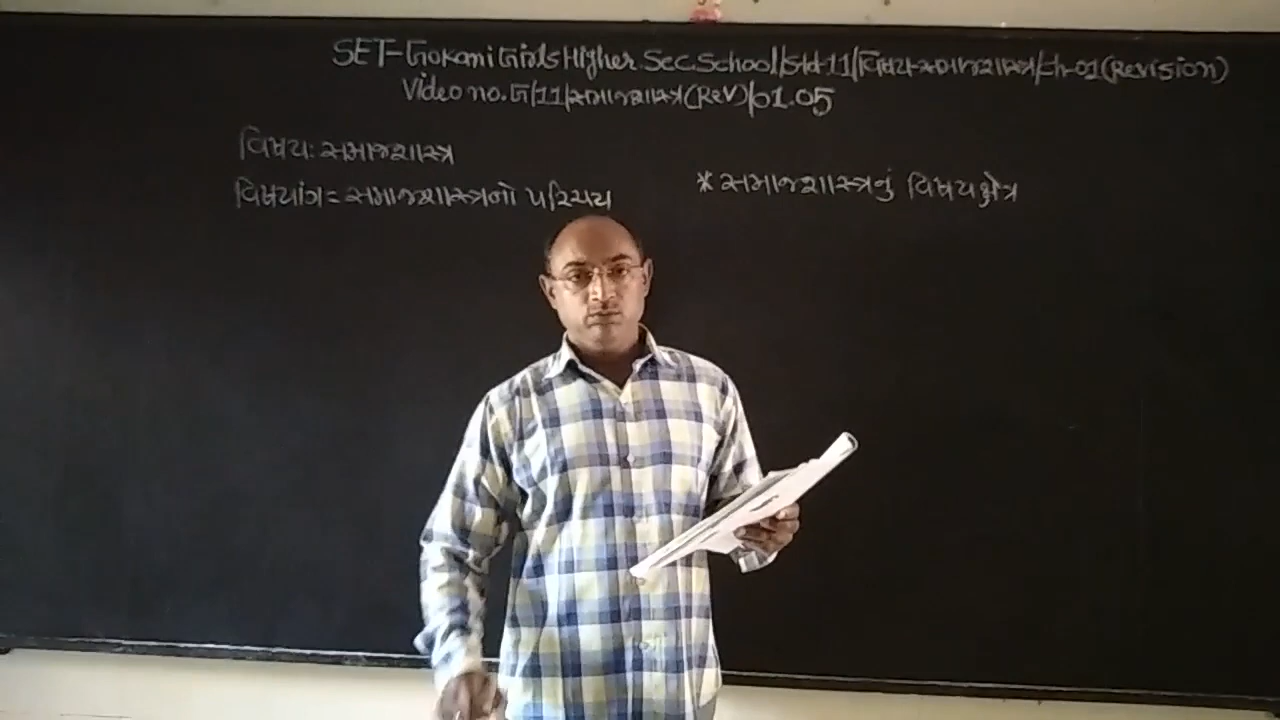 SET-Gokani Girls Higher.Sec.School/Std-11/વિષય-સમાજશાસ્ત્ર/ch-01(Revision)
Video no.G/11/સમાજશાસ્ત્ર(Rev)/01.05
વિષય:સમાજશાસ્ત્ર
વિષયાંગ=સમાજશાસ્ત્રનો પરિચય
*સમાજશાસ્ત્રનું વિષયક્ષેત્ર